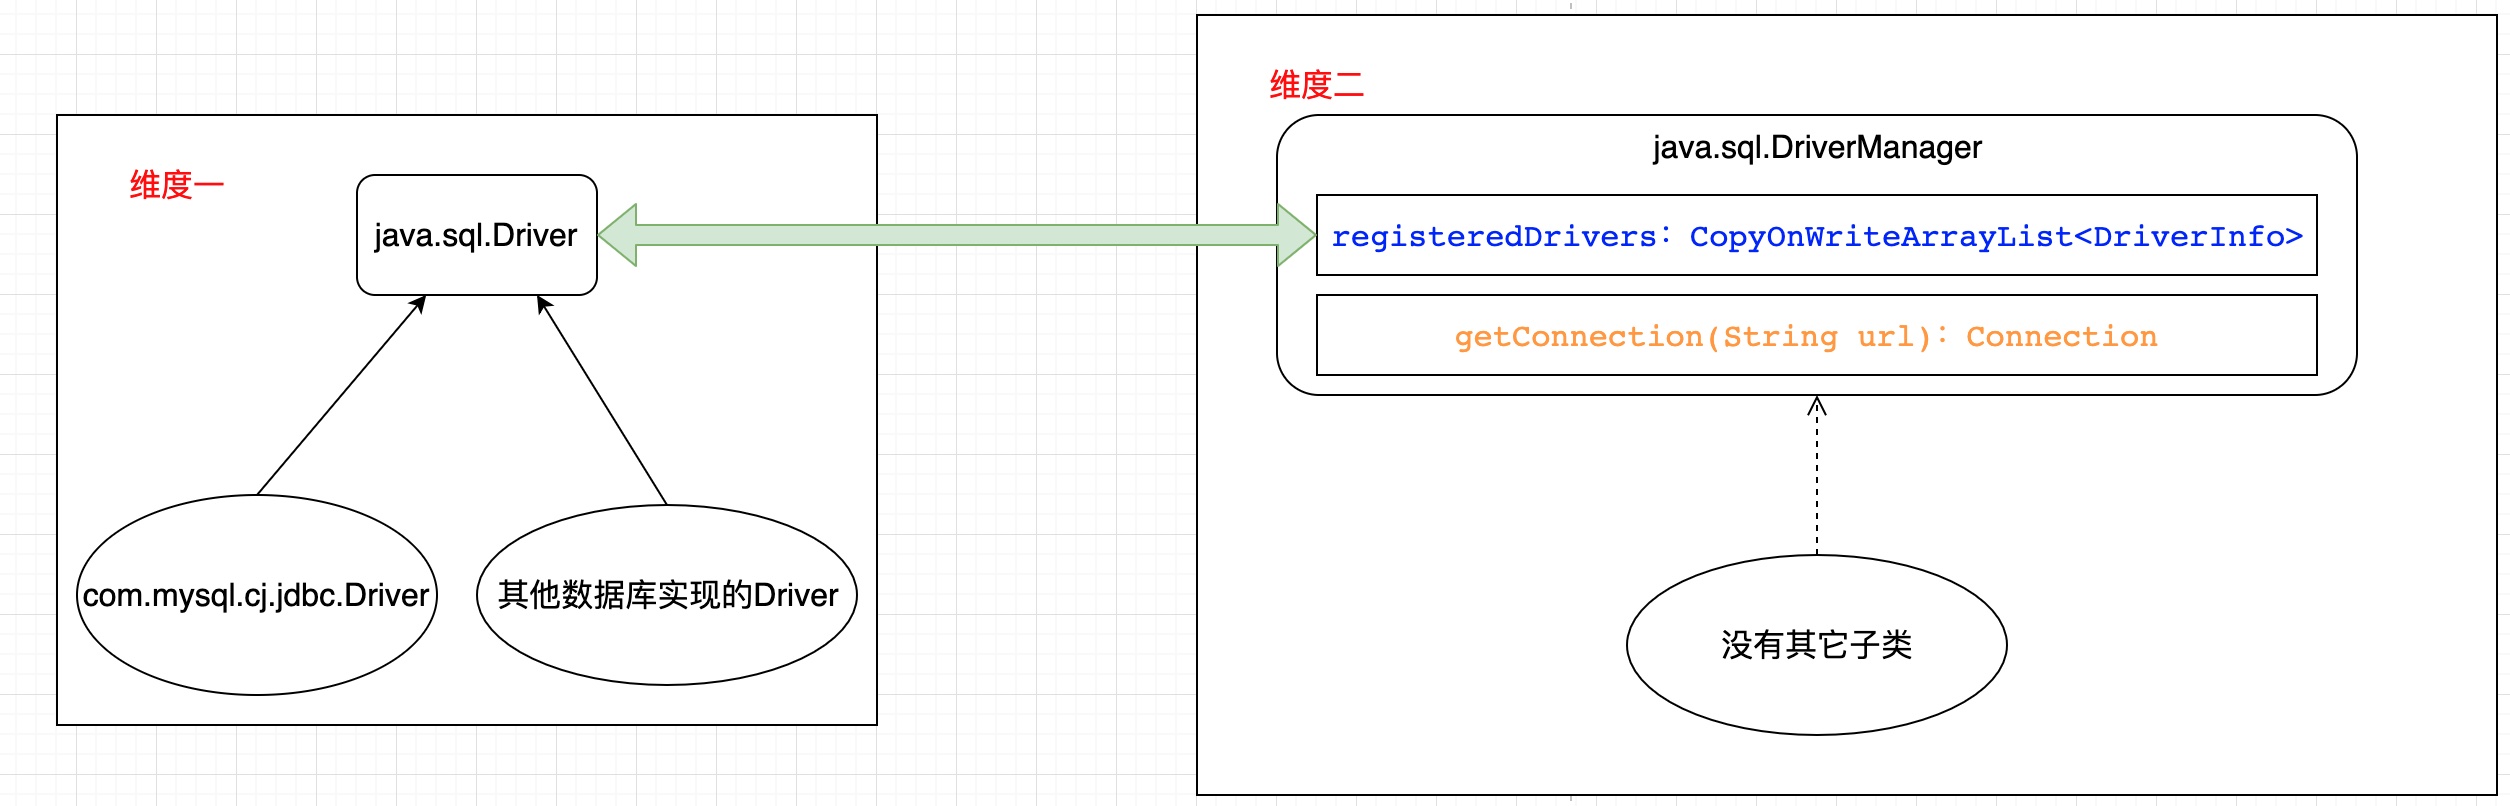 维度一
java.sql.Driver
com.mysql.cj.jdbc.Driver
其他数据库实现的Driver
维度二
java.sql.DriverManager
registeredDrivers：CopyOnWriteArrayList<DriverInfo>
getConnection(String url)：Connection
没有其它子类